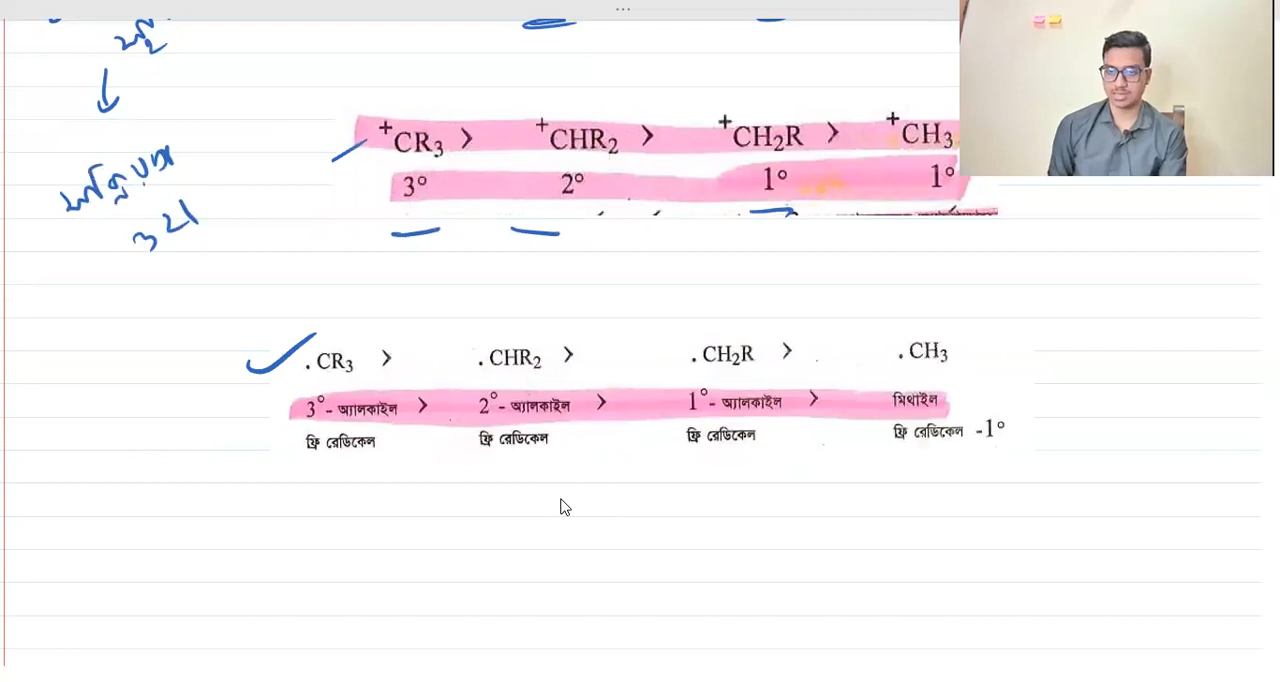 ⁺CR₃ > ⁺CHR₂ > ⁺CH₂R > ⁺CH₃
3° 2° 1° 1°
.CR₃ > .CHR₂ > .CH₂R > .CH₃
3°- অ্যালকাইল > 2°- অ্যালকাইল > 1°- অ্যালকাইল > মিথাইল
ফ্রি রেডিকেল ফ্রি রেডিকেল ফ্রি রেডিকেল ফ্রি রেডিকেল -1°